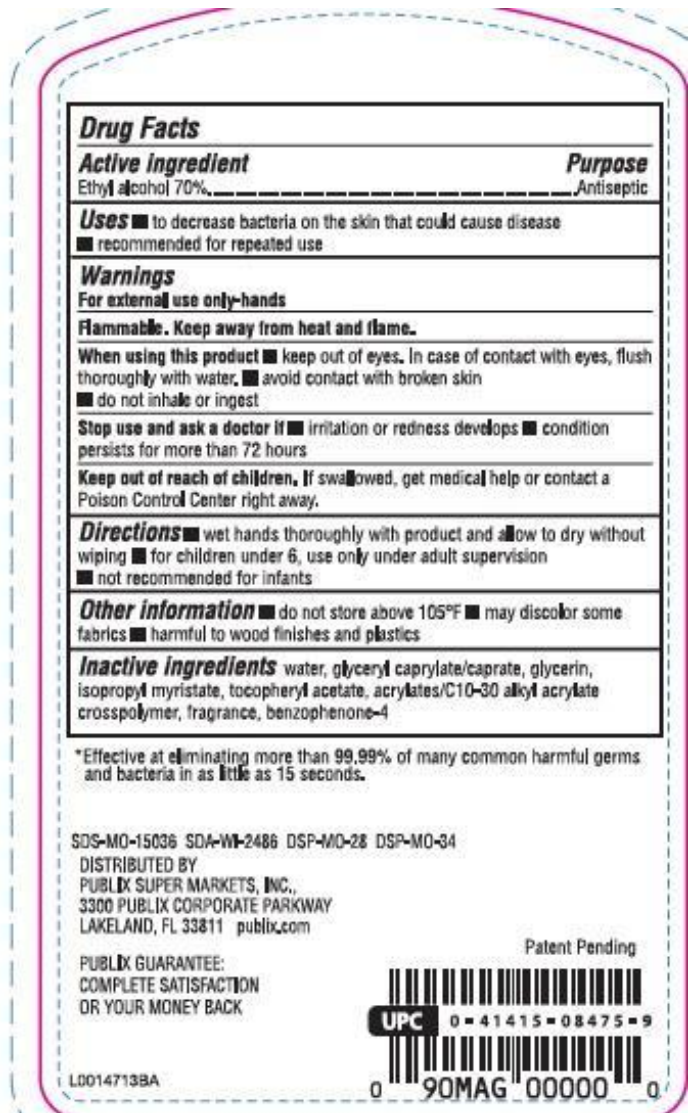 Drug Facts
Active ingredient Purpose
Ethyl alcohol 70% Antiseptic
Uses ■ to decrease bacteria on the skin that could cause disease
■ recommended for repeated use
Warnings
For external use only-hands
Flammable. Keep away from heat and flame.
When using this product ■ keep out of eyes. In case of contact with eyes, flush
thoroughly with water. ■ avoid contact with broken skin
■ do not inhale or ingest
Stop use and ask a doctor if ■ irritation or redness develops ■ condition
persists for more than 72 hours
Keep out of reach of children. If swallowed, get medical help or contact a
Poison Control Center right away.
Directions ■ wet hands thoroughly with product and allow to dry without
wiping ■ for children under 6, use only under adult supervision
■ not recommended for infants
Other information ■ do not store above 105°F ■ may discolor some
fabrics ■ harmful to wood finishes and plastics
Inactive ingredients water, glyceryl caprylate/caprate, glycerin,
isopropyl myristate, tocopheryl acetate, acrylates/C10-30 alkyl acrylate
crosspolymer, fragrance, benzophenone-4
*Effective at eliminating more than 99.99% of many common harmful germs
and bacteria in as little as 15 seconds.
SDS-MO-15036 SDA-WI-2486 DSP-MO-28 DSP-MO-34
DISTRIBUTED BY
PUBLIX SUPER MARKETS, INC.,
3300 PUBLIX CORPORATE PARKWAY
LAKELAND, FL 33811 publix.com
PUBLIX GUARANTEE:
COMPLETE SATISFACTION
OR YOUR MONEY BACK
Patent Pending
UPC 0-41415-08475-9
L0014713BA
0 90MAG 00000 0